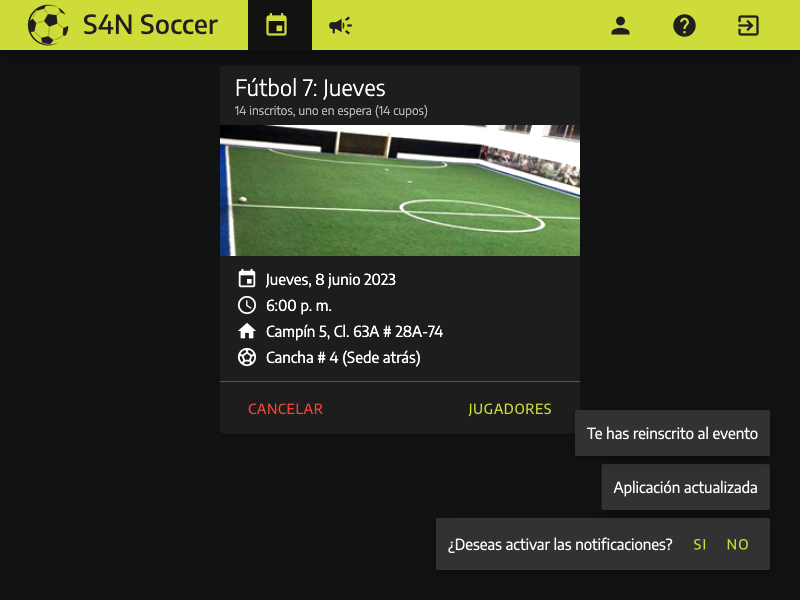 S4N Soccer
Fútbol 7: Jueves
14 inscritos, uno en espera (14 cupos)
Jueves, 8 junio 2023
6:00 p. m.
Campín 5, Cl. 63A # 28A-74
Cancha # 4 (Sede atrás)
CANCELAR JUGADORES
Te has reinscrito al evento
Aplicación actualizada
¿Deseas activar las notificaciones? SI NO